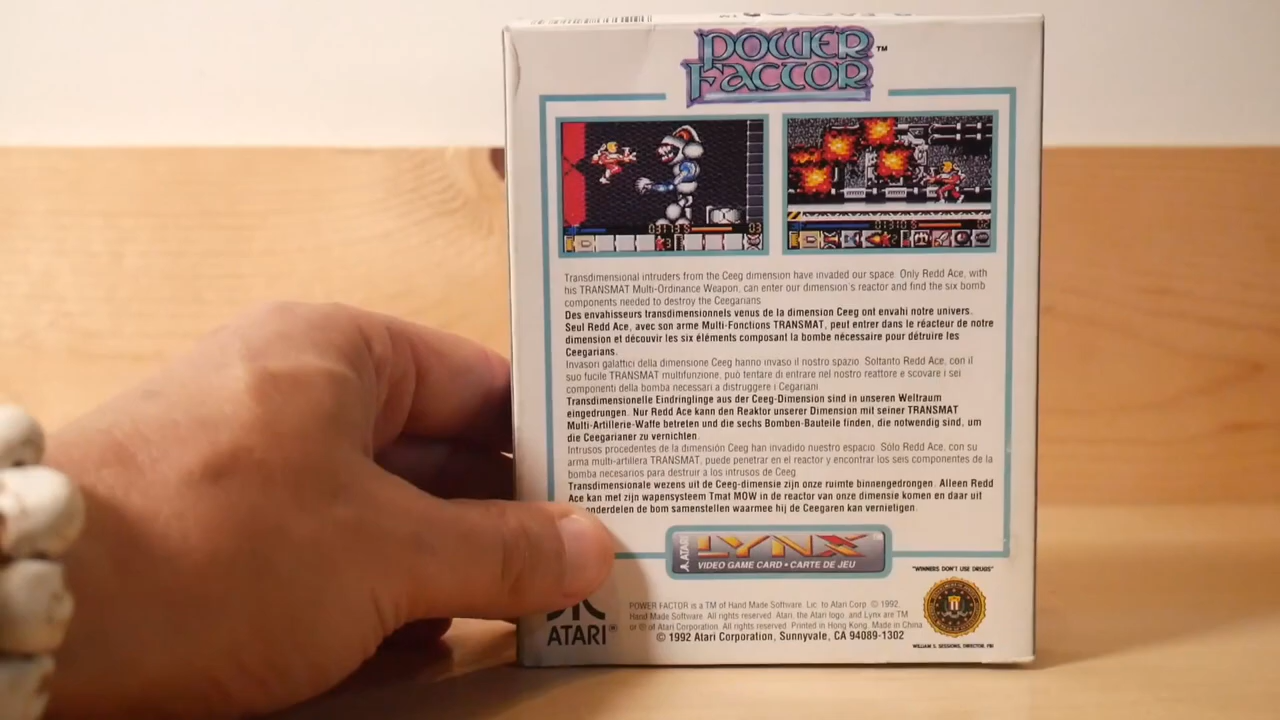 POWER
FACTOR™
03173
03
01310
Transdimensional intruders from the Ceeg dimension have invaded our space. Only Redd Ace, with
his TRANSMAT Multi-Ordinance Weapon, can enter our dimension's reactor and find the six bomb
components needed to destroy the Ceegarians.
Des envahisseurs transdimensionnels venus de la dimension Ceeg ont envahi notre univers.
Seul Redd Ace, avec son arme Multi-Fonctions TRANSMAT, peut entrer dans le réacteur de notre
dimension et découvir les six éléments composant la bombe nécessaire pour détruire les
Ceegarians.
Invasori galattici della dimensione Ceeg hanno invaso il nostro spazio. Soltanto Redd Ace, con il
suo fucile TRANSMAT multifunzione, può tentare di entrare nel nostro reattore e scovare i sei
componenti della bomba necessari a distruggere i Cegariani.
Transdimensionelle Eindringlinge aus der Ceeg-Dimension sind in unseren Weltraum
eingedrungen. Nur Redd Ace kann den Reaktor unserer Dimension mit seiner TRANSMAT
Multi-Artillerie-Waffe betreten und die sechs Bomben-Bauteile finden, die notwendig sind, um
die Ceegarianer zu vernichten.
Intrusos procedentes de la dimensión Ceeg han invadido nuestro espacio. Sólo Redd Ace, con su
arma multi-artillera TRANSMAT, puede penetrar en el reactor y encontrar los seis componentes de la
bomba necesarios para destruir a los intrusos de Ceeg.
Transdimensionale wezens uit de Ceeg-dimensie zijn onze ruimte binnengedrongen. Alleen Redd
Ace kan met zijn wapensysteem Tmat MOW in de reactor van onze dimensie komen en daar uit
onderdelen de bom samenstellen waarmee hij de Ceegaren kan vernietigen.
ATARI LYNX
VIDEO GAME CARD • CARTE DE JEU
"WINNERS DON'T USE DRUGS"
POWER FACTOR is a TM of Hand Made Software. Lic. to Atari Corp. © 1992,
Hand Made Software. All rights reserved. Atari, the Atari logo, and Lynx are TM
or ® of Atari Corporation. All rights reserved. Printed in Hong Kong. Made in China
© 1992 Atari Corporation, Sunnyvale, CA 94089-1302
ATARI®
WILLIAM S. SESSIONS, DIRECTOR, FBI